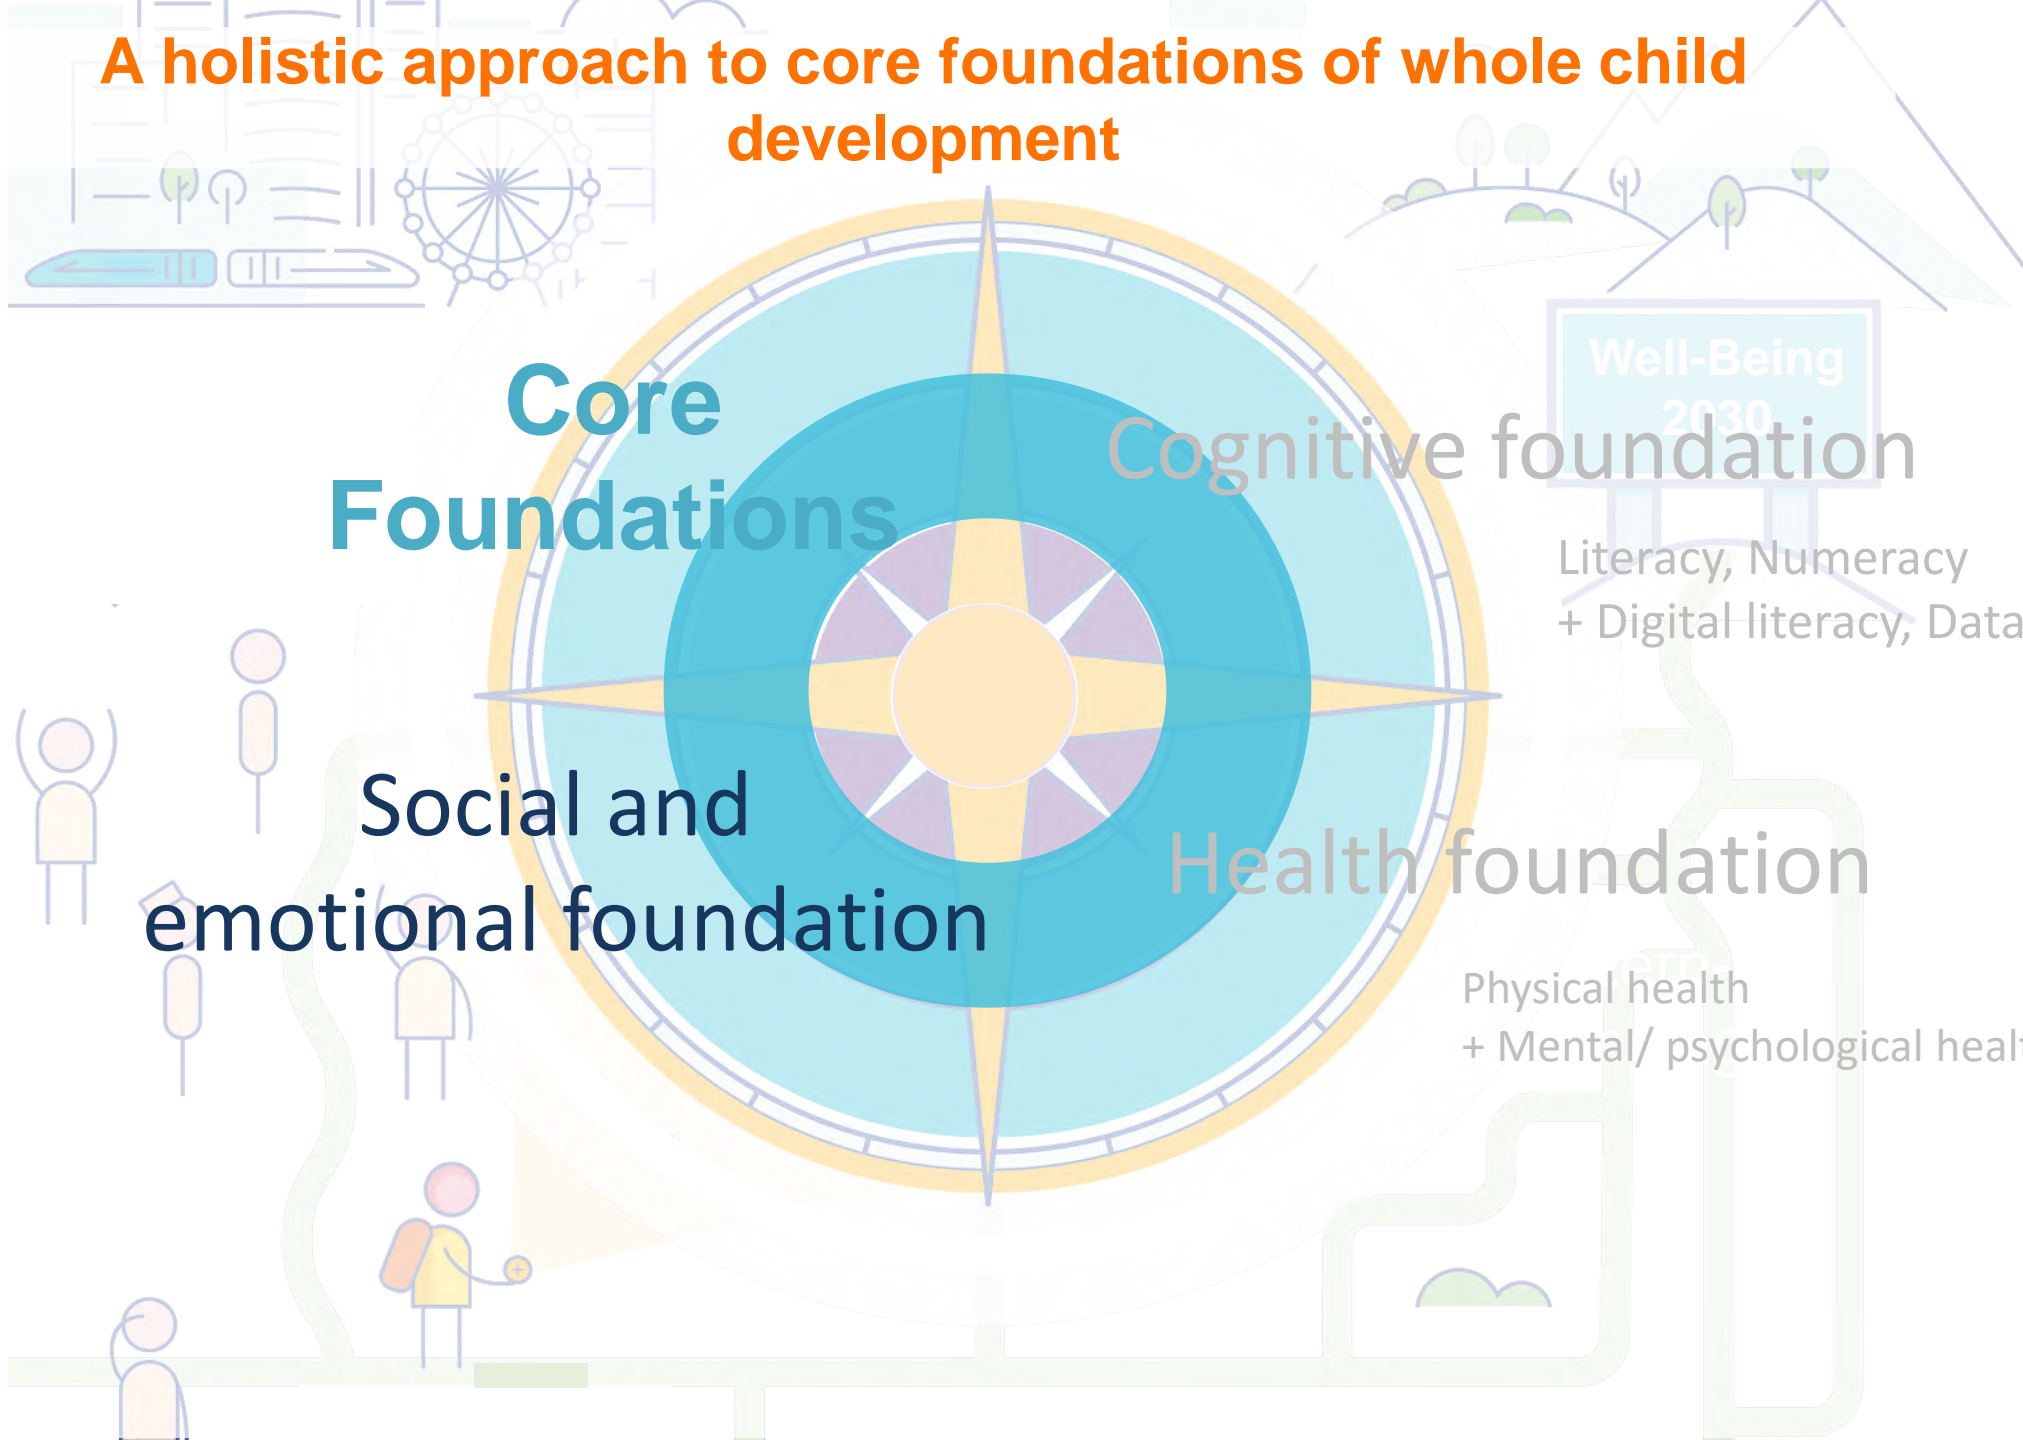 A holistic approach to core foundations of whole child
development
Core
Foundations
Well-Being
2030
Cognitive foundation
Literacy, Numeracy
+ Digital literacy, Data
Social and
emotional foundation
Health foundation
Physical health
+ Mental/ psychological